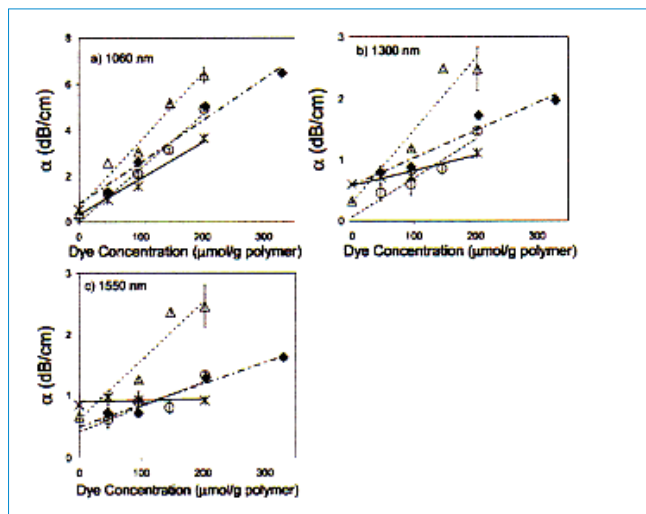 a) 1060 nm
α (dB/cm)
8
6
4
2
0
0 100 200 300
Dye Concentration (μmol/g polymer)
b) 1300 nm
α (dB/cm)
3
2
1
0
0 100 200 300
Dye Concentration (μmol/g polymer)
c) 1550 nm
α (dB/cm)
3
2
1
0
0 100 200 300
Dye Concentration (μmol/g polymer)